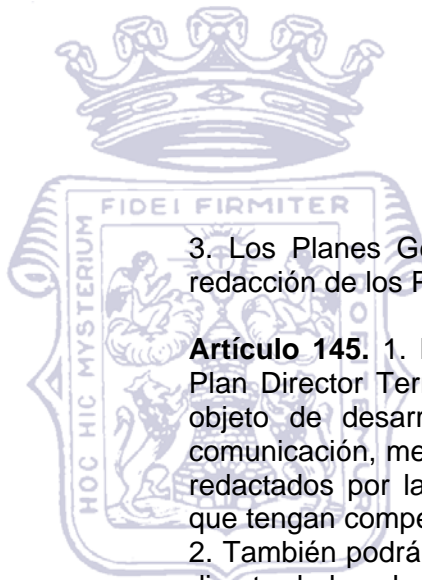 HOC HIC MYSTERIUM FIDEI FIRMITER
3. Los Planes Ge
redacción de los P
Artículo 145. 1.
Plan Director Ter
objeto de desarr
comunicación, me
redactados por la
que tengan compe
2. También podrá